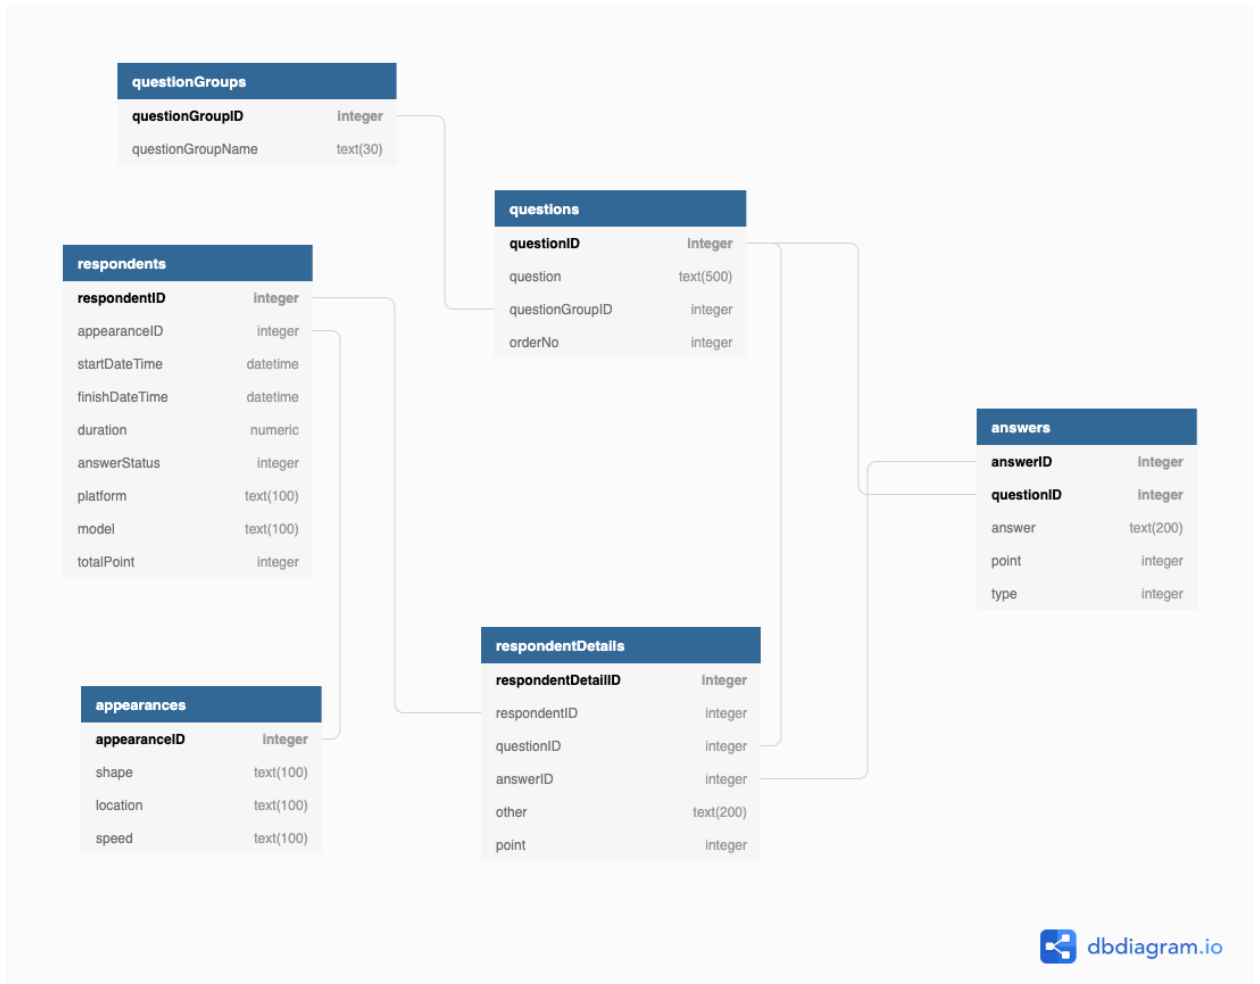 questionGroups
questionGroupID integer
questionGroupName text(30)
questions
questionID integer
question text(500)
questionGroupID integer
orderNo integer
respondents
respondentID integer
appearanceID integer
startDateTime datetime
finishDateTime datetime
duration numeric
answerStatus integer
platform text(100)
model text(100)
totalPoint integer
answers
answerID integer
questionID integer
answer text(200)
point integer
type integer
respondentDetails
respondentDetailID integer
respondentID integer
questionID integer
answerID integer
other text(200)
point integer
appearances
appearanceID integer
shape text(100)
location text(100)
speed text(100)
dbdiagram.io